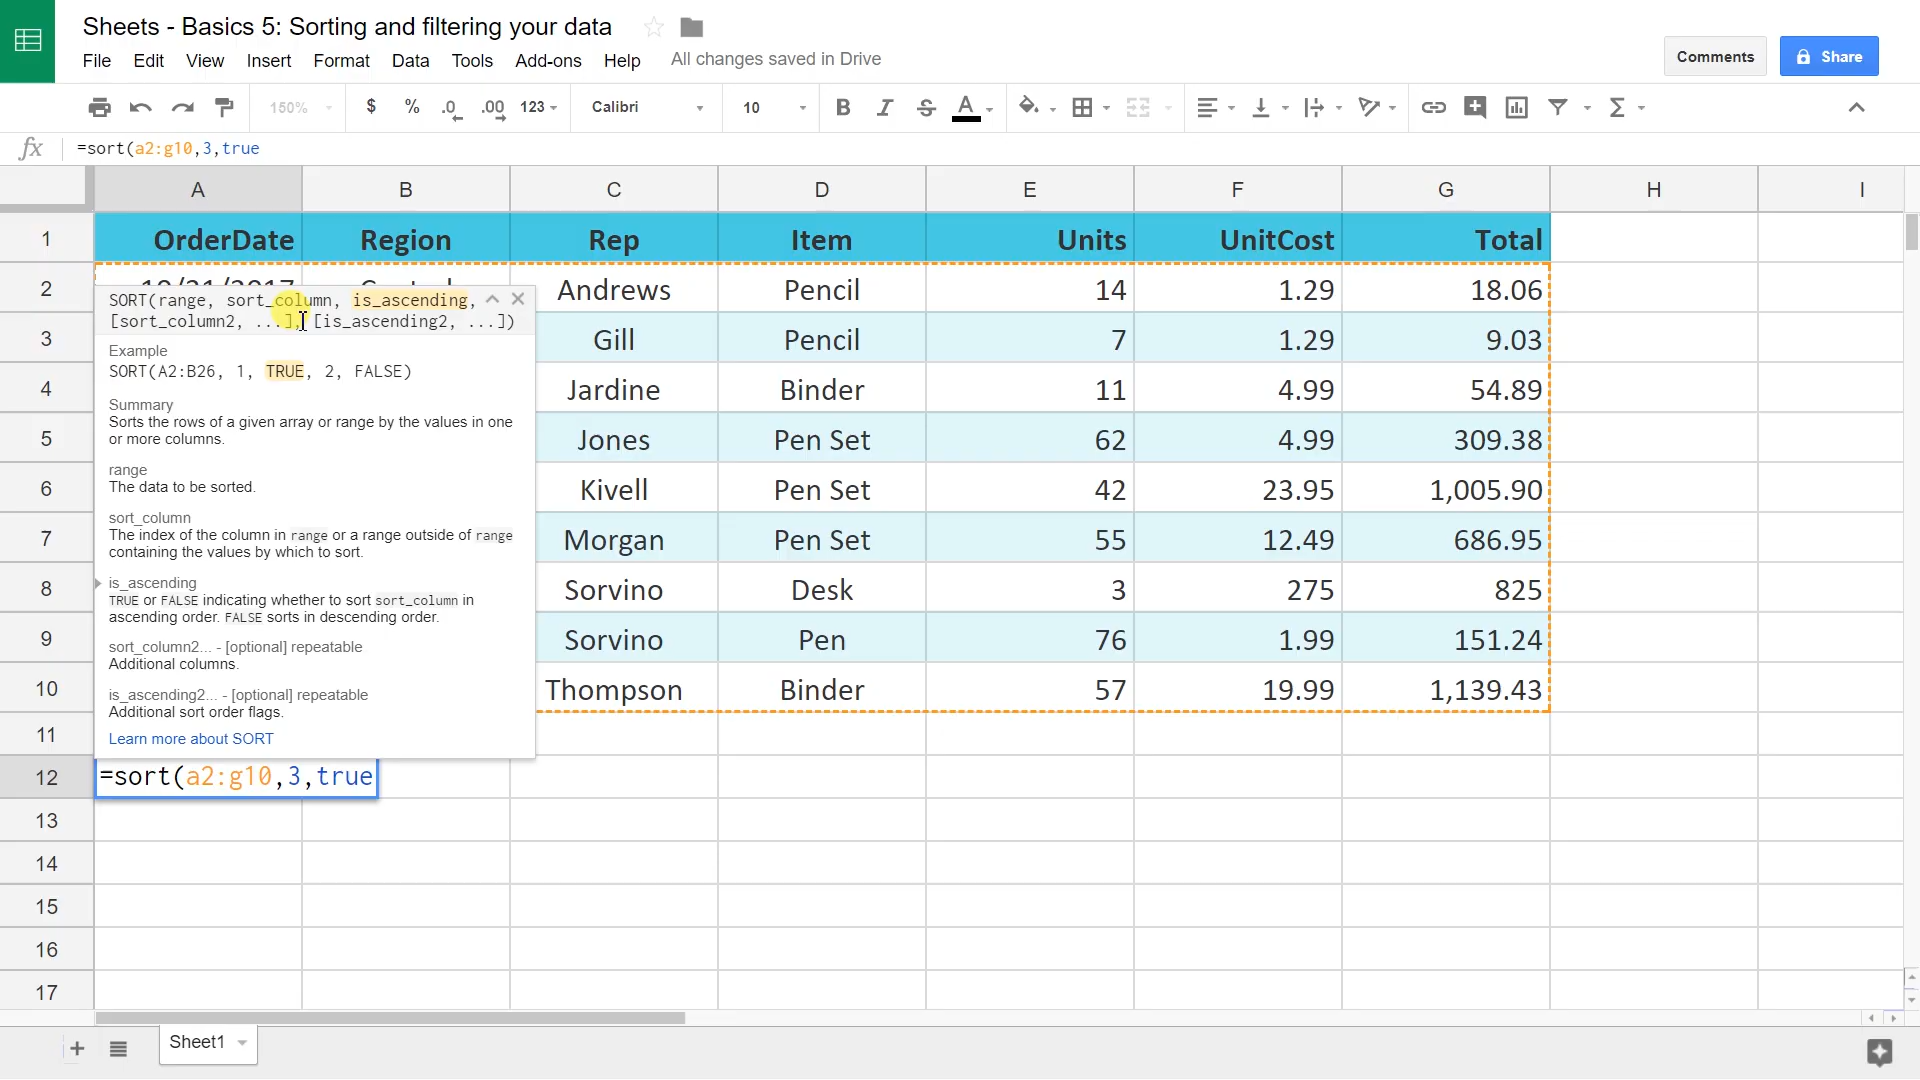 Sheets - Basics 5: Sorting and filtering your data
File Edit View Insert Format Data Tools Add-ons Help All changes saved in Drive
Comments Share
150% $ % .0 .00 123 Calibri 10 B I S A Σ
fx =sort(a2:g10,3,true
A B C D E F G H I
1 OrderDate Region Rep Item Units UnitCost Total
2 10/31/2017 Central Andrews Pencil 14 1.29 18.06
SORT(range, sort_column, is_ascending,
[sort_column2, ...], [is_ascending2, ...])
3 Gill Pencil 7 1.29 9.03
Example
SORT(A2:B26, 1, TRUE, 2, FALSE)
4 Jardine Binder 11 4.99 54.89
Summary
Sorts the rows of a given array or range by the values in one
or more columns.
5 Jones Pen Set 62 4.99 309.38
range
The data to be sorted.
6 Kivell Pen Set 42 23.95 1,005.90
sort_column
The index of the column in range or a range outside of range
containing the values by which to sort.
7 Morgan Pen Set 55 12.49 686.95
is_ascending
TRUE or FALSE indicating whether to sort sort_column in
ascending order. FALSE sorts in descending order.
8 Sorvino Desk 3 275 825
sort_column2... - [optional] repeatable
Additional columns.
9 Sorvino Pen 76 1.99 151.24
is_ascending2... - [optional] repeatable
Additional sort order flags.
10 Thompson Binder 57 19.99 1,139.43
Learn more about SORT
11
12 =sort(a2:g10,3,true
13
14
15
16
17
Sheet1